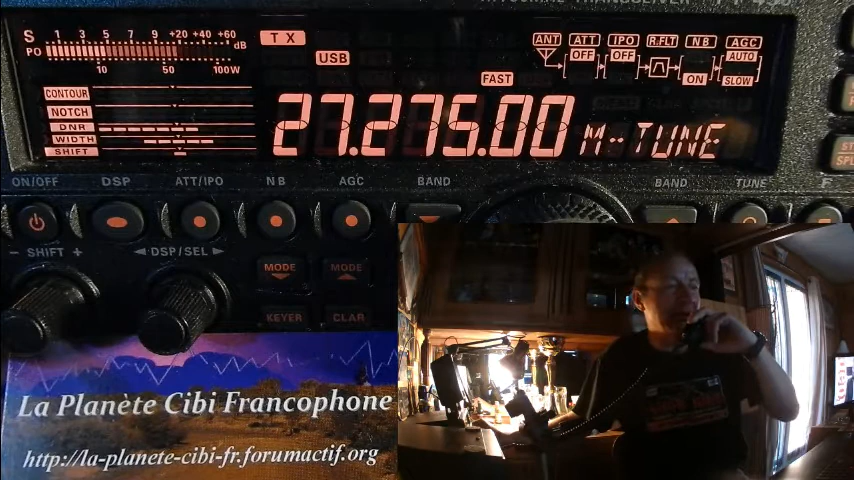 S 1 3 5 7 9 +20 +40 +60 dB
PO 10 50 100W
TX
USB
FAST
ANT ATT IPO R.FLT NB AGC
OFF OFF AUTO
ON SLOW
CONTOUR
NOTCH
DNR
WIDTH
SHIFT
27.275.00 M-TUNE
ON/OFF DSP ATT/IPO NB AGC BAND BAND TUNE F
- SHIFT + ◄DSP/SEL►
MODE MODE
KEYER CLAR
La Planète Cibi Francophone
http://la-planete-cibi-fr.forumactif.org